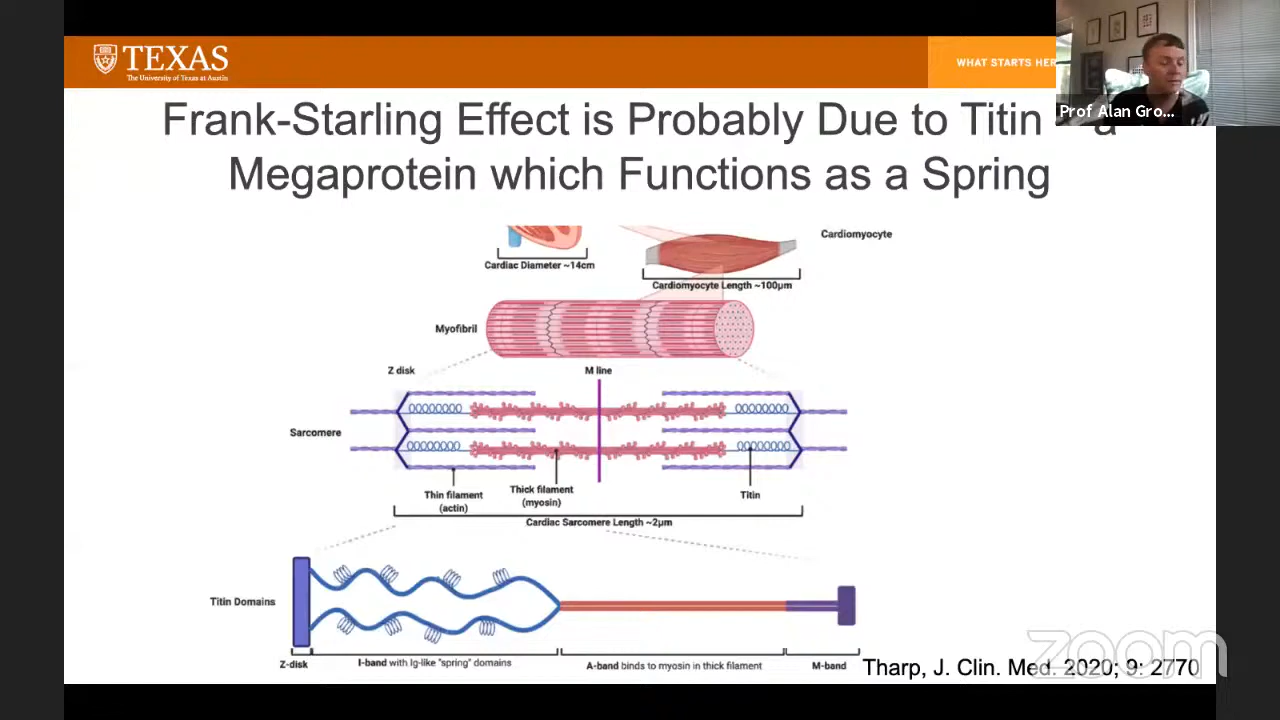 TEXAS
The University of Texas at Austin
WHAT STARTS HER
Prof Alan Gro...
Frank-Starling Effect is Probably Due to Titin – a
Megaprotein which Functions as a Spring
Cardiomyocyte
Cardiac Diameter ~14cm
Cardiomyocyte Length ~100μm
Myofibril
Z disk
M line
Sarcomere
Thin filament
(actin)
Thick filament
(myosin)
Titin
Cardiac Sarcomere Length ~2μm
Titin Domains
Z-disk
I-band with Ig-like "spring" domains
A-band binds to myosin in thick filament
M-band
Tharp, J. Clin. Med. 2020; 9: 2770
zoom